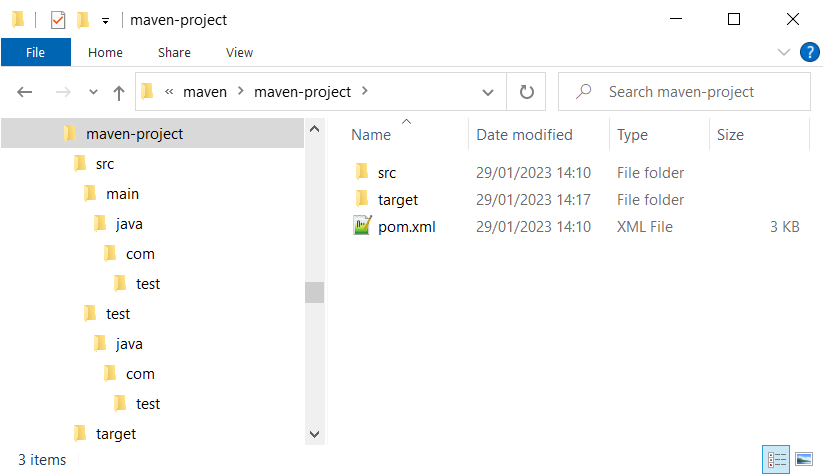 maven-project
File Home Share View ?
« maven > maven-project > Search maven-project
maven-project
src
main
java
com
test
test
java
com
test
target
Name Date modified Type Size
src 29/01/2023 14:10 File folder
target 29/01/2023 14:17 File folder
pom.xml 29/01/2023 14:10 XML File 3 KB
3 items